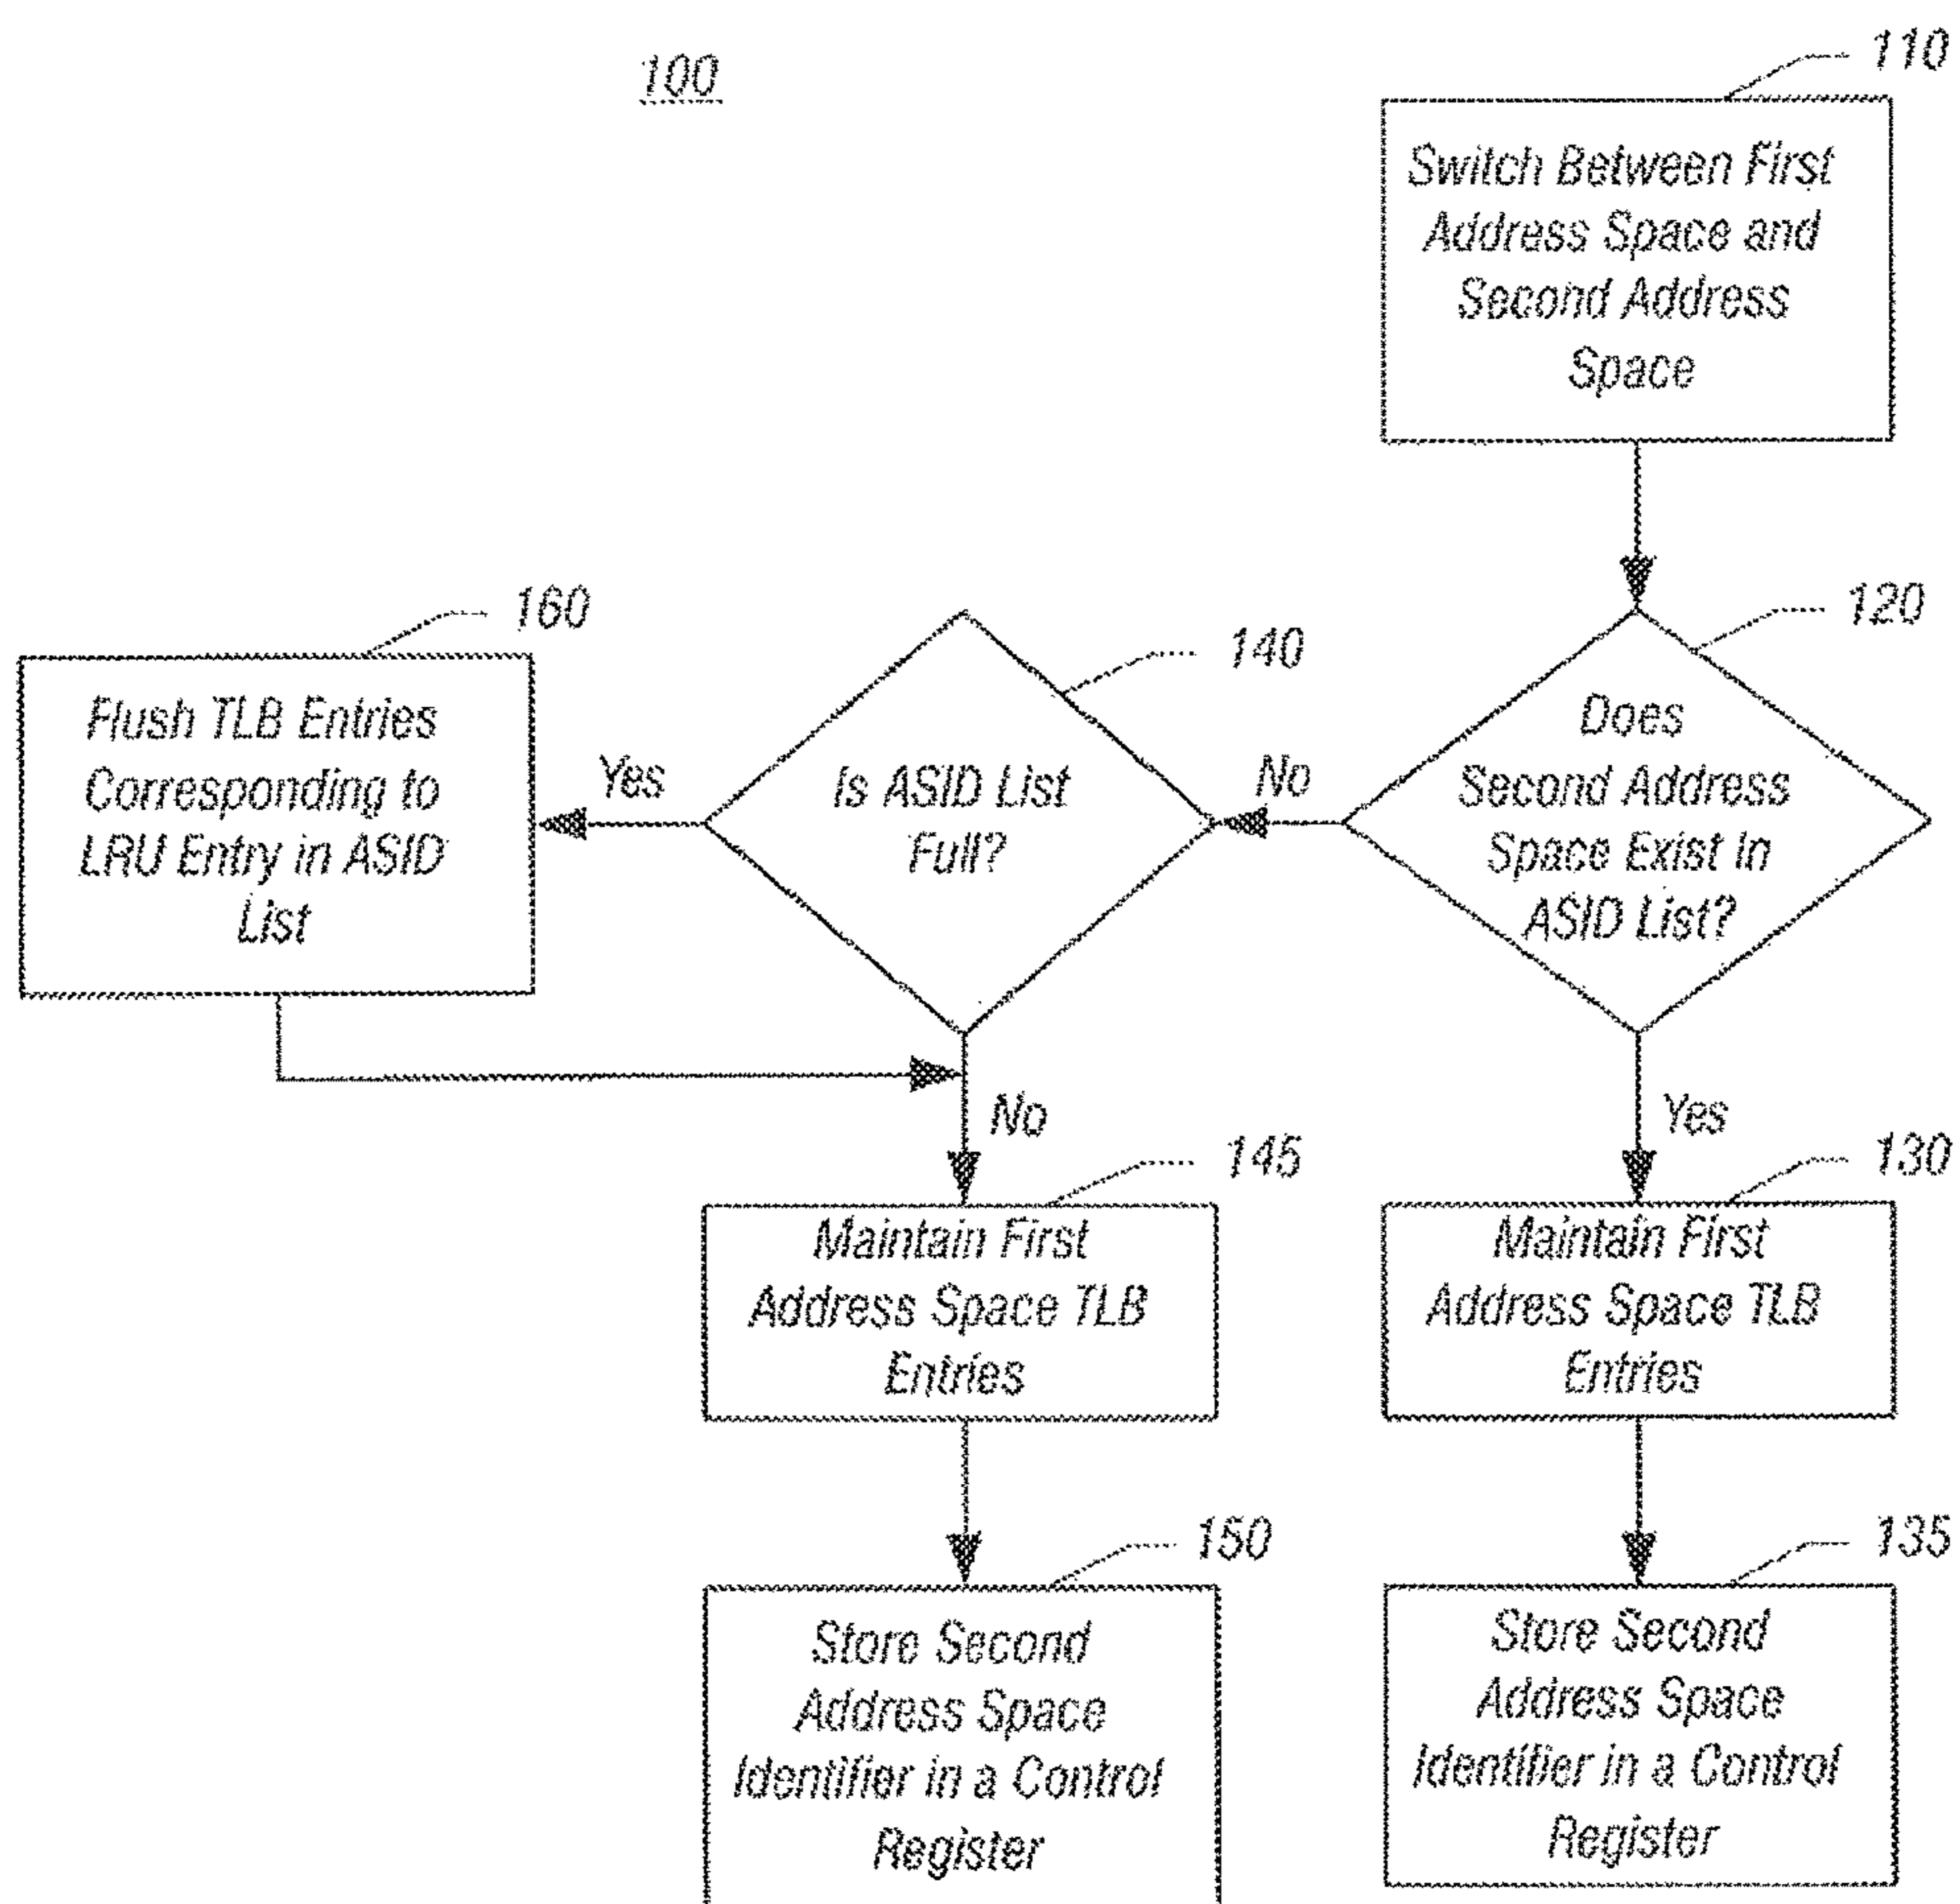 100
110
Switch Between First
Address Space and
Second Address
Space
120
Does
Second Address
Space Exist In
ASID List?
No
140
Is ASID List
Full?
Yes
160
Flush TLB Entries
Corresponding to
LRU Entry in ASID
List
No
Yes
145
Maintain First
Address Space TLB
Entries
130
Maintain First
Address Space TLB
Entries
150
Store Second
Address Space
Identifier in a Control
Register
135
Store Second
Address Space
Identifier in a Control
Register